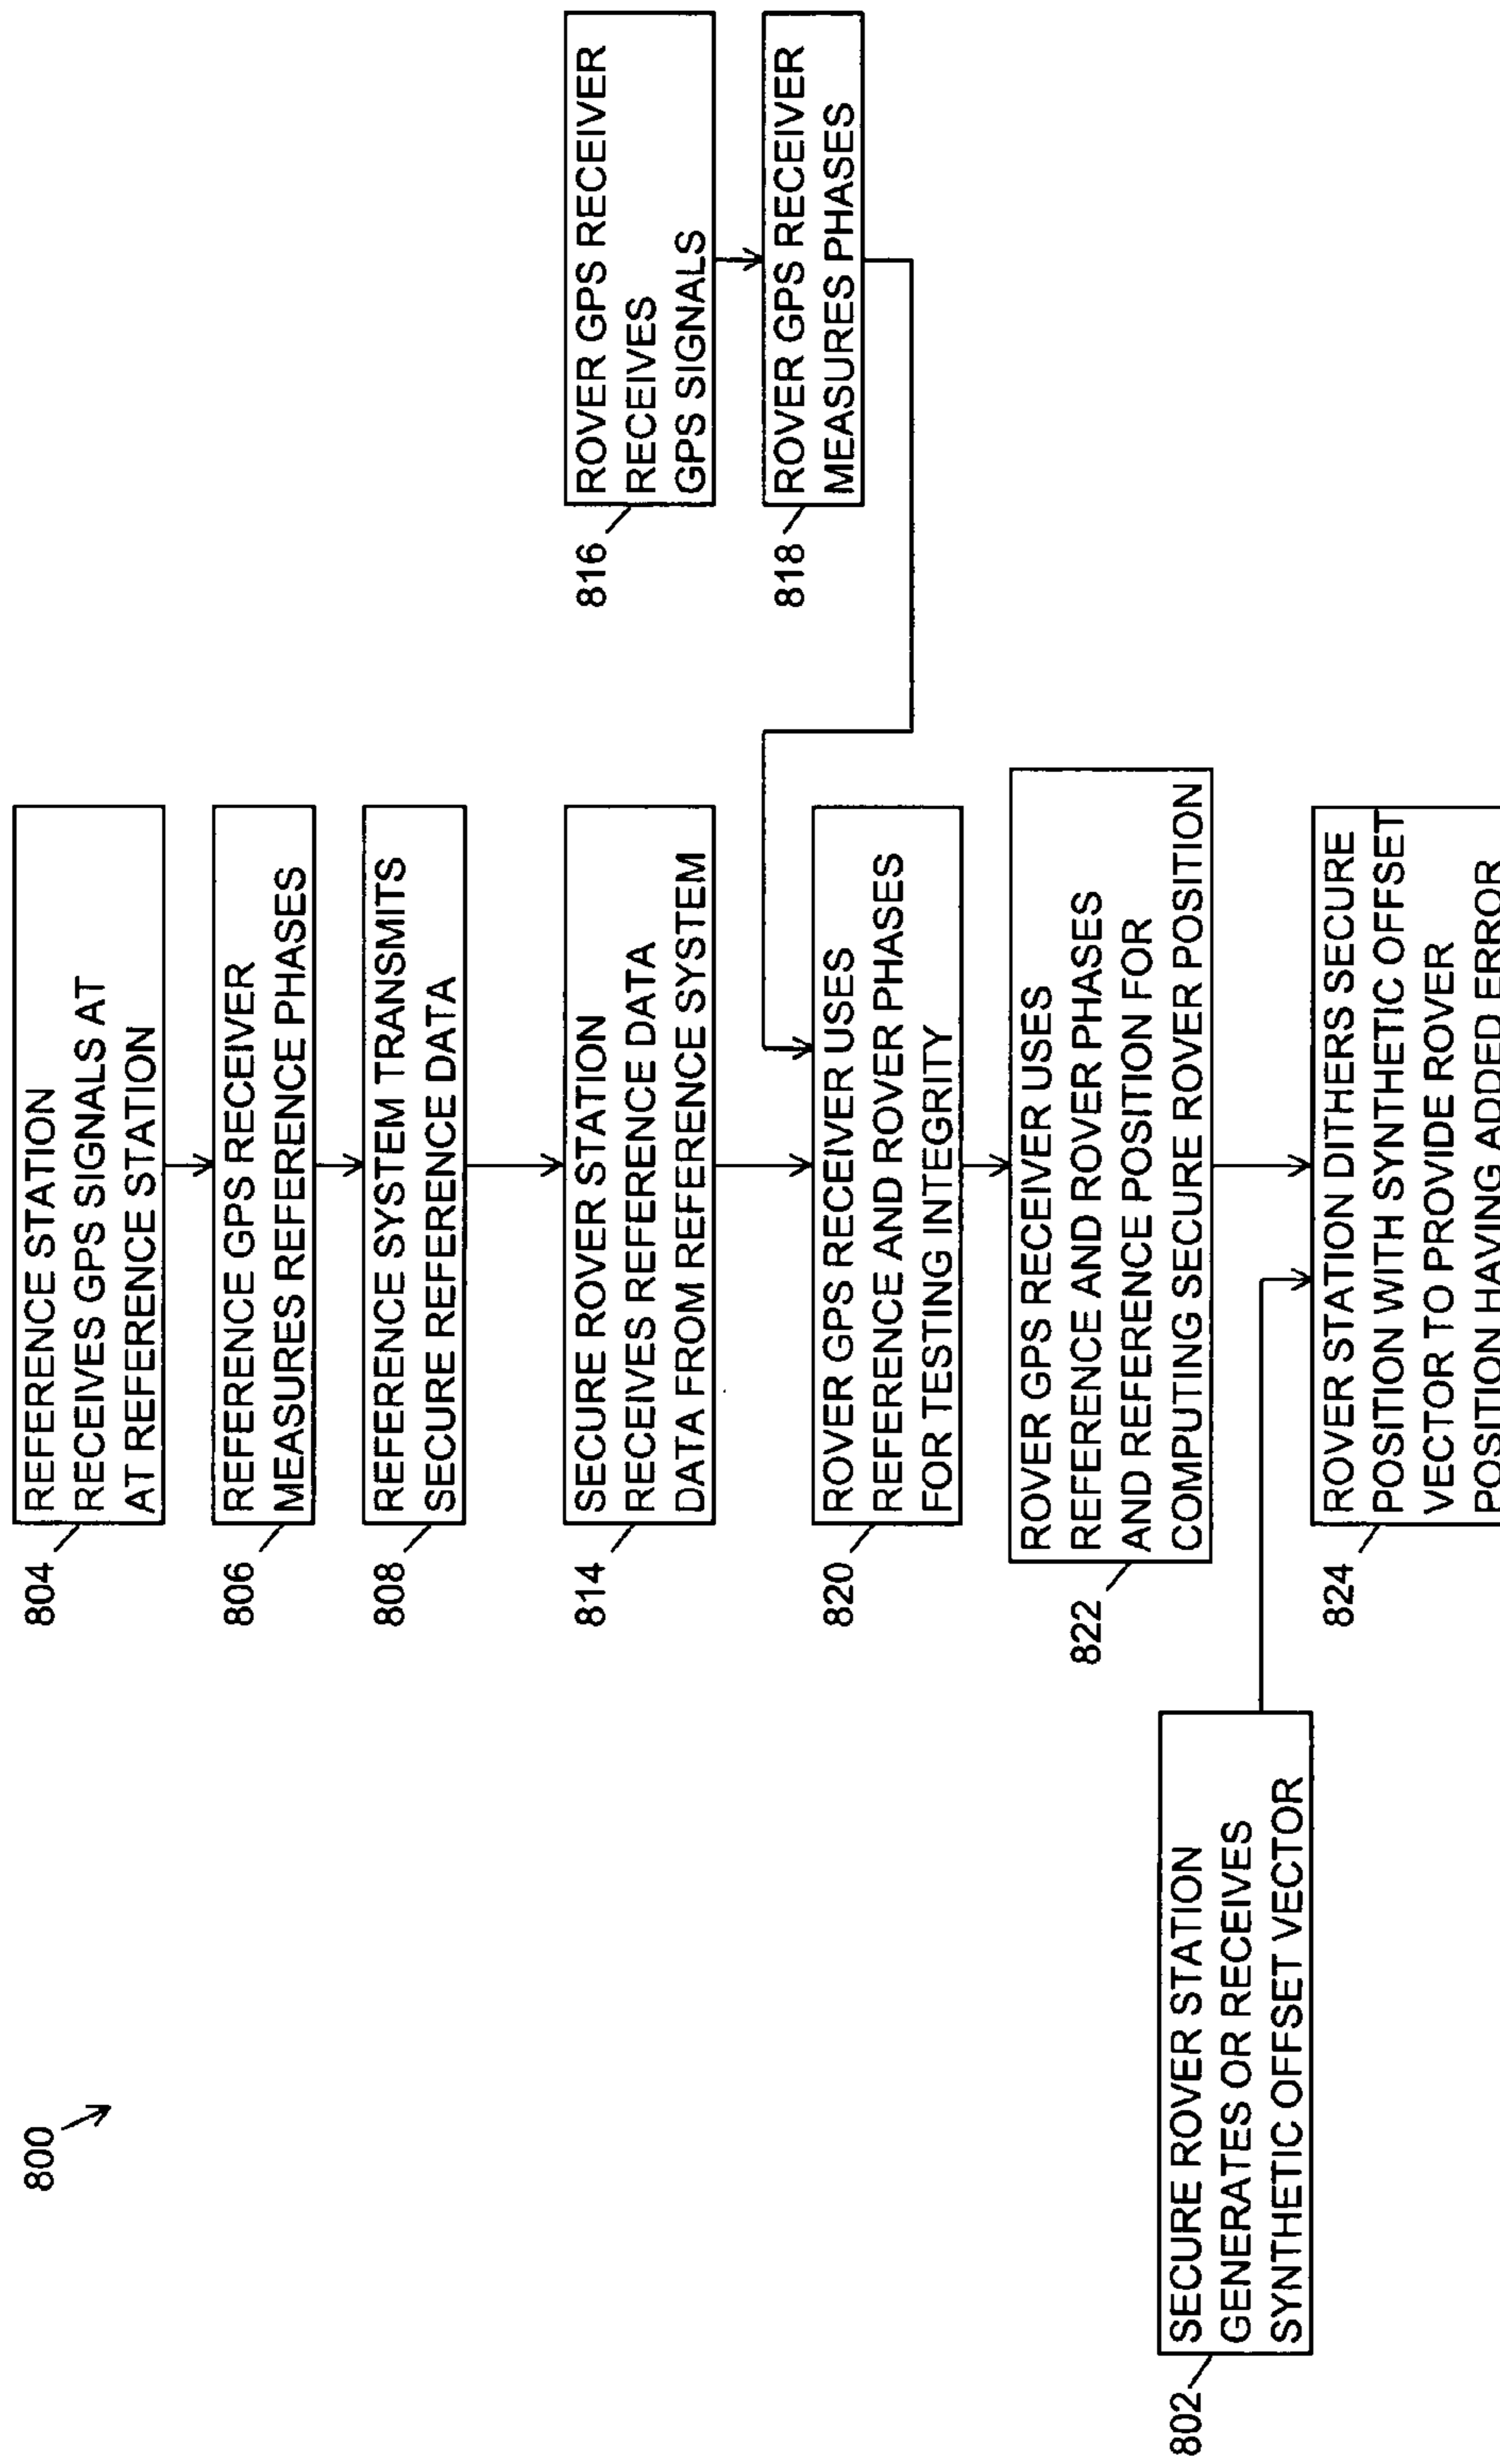 800
804
REFERENCE STATION
RECEIVES GPS SIGNALS AT
AT REFERENCE STATION
806
REFERENCE GPS RECEIVER
MEASURES REFERENCE PHASES
808
REFERENCE SYSTEM TRANSMITS
SECURE REFERENCE DATA
814
SECURE ROVER STATION
RECEIVES REFERENCE DATA
DATA FROM REFERENCE SYSTEM
816
ROVER GPS RECEIVER
RECEIVES
GPS SIGNALS
818
ROVER GPS RECEIVER
MEASURES PHASES
820
ROVER GPS RECEIVER USES
REFERENCE AND ROVER PHASES
FOR TESTING INTEGRITY
822
ROVER GPS RECEIVER USES
REFERENCE AND ROVER PHASES
AND REFERENCE POSITION FOR
COMPUTING SECURE ROVER POSITION
802
SECURE ROVER STATION
GENERATES OR RECEIVES
SYNTHETIC OFFSET VECTOR
824
ROVER STATION DITHERS SECURE
POSITION WITH SYNTHETIC OFFSET
VECTOR TO PROVIDE ROVER
POSITION HAVING ADDED ERROR